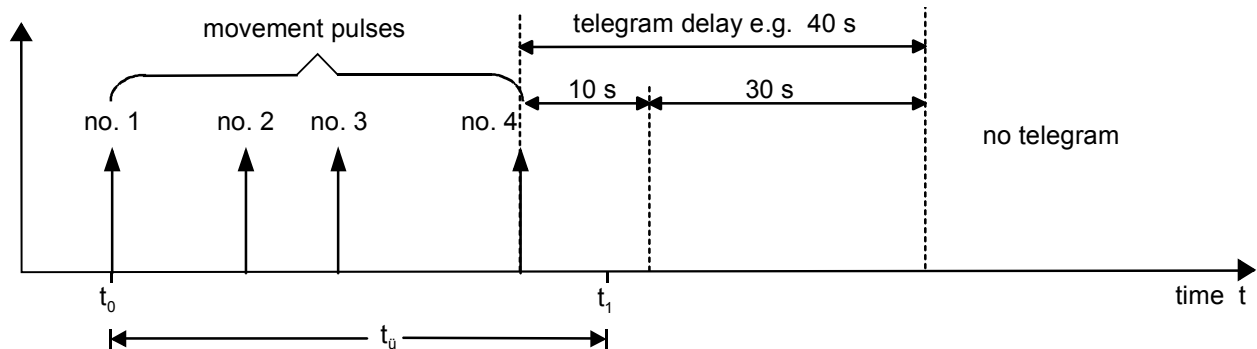 movement pulses
telegram delay e.g. 40 s
10 s
30 s
no. 1
no. 2
no. 3
no. 4
no telegram
t₀
t₁
time t
tü